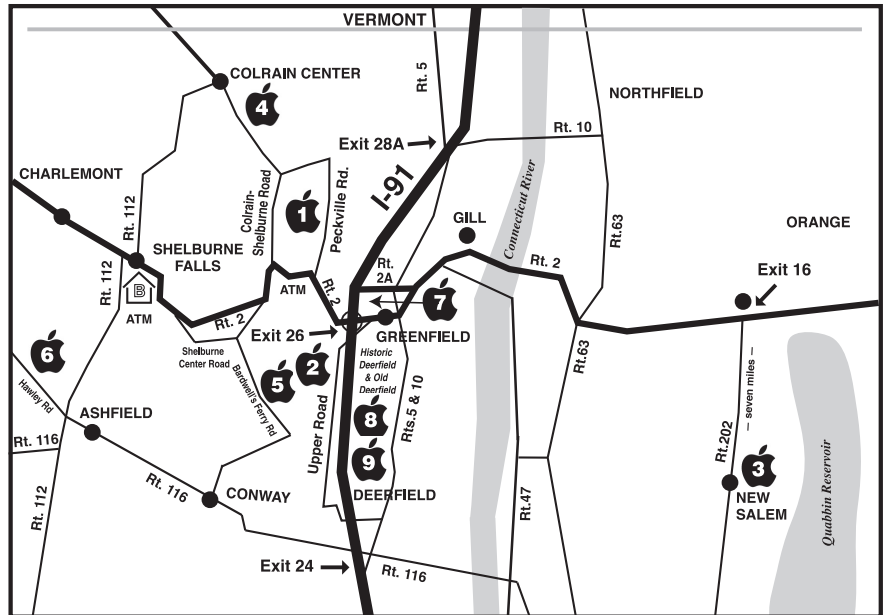 VERMONT
COLRAIN CENTER
4
Rt. 5
NORTHFIELD
Exit 28A
Rt. 10
CHARLEMONT
Rt. 112
Colrain-
Shelburne Road
1
Peckville Rd.
I-91
Connecticut River
GILL
Rt.63
ORANGE
SHELBURNE
FALLS
Rt. 112
B
ATM
ATM
Rt. 2
Rt.
2A
Rt. 2
Exit 16
7
Rt. 2
Exit 26
GREENFIELD
6
Shelburne
Center Road
Hawley Rd
Bardwell's Ferry Rd
5
2
Historic
Deerfield
& Old
Deerfield
Rt.63
— seven miles —
8
Upper Road
Rts.5 & 10
ASHFIELD
Rt. 116
9
Rt.202
3
Rt. 116
CONWAY
DEERFIELD
NEW
SALEM
Rt. 112
Rt.47
Quabbin Reservoir
Exit 24
Rt. 116